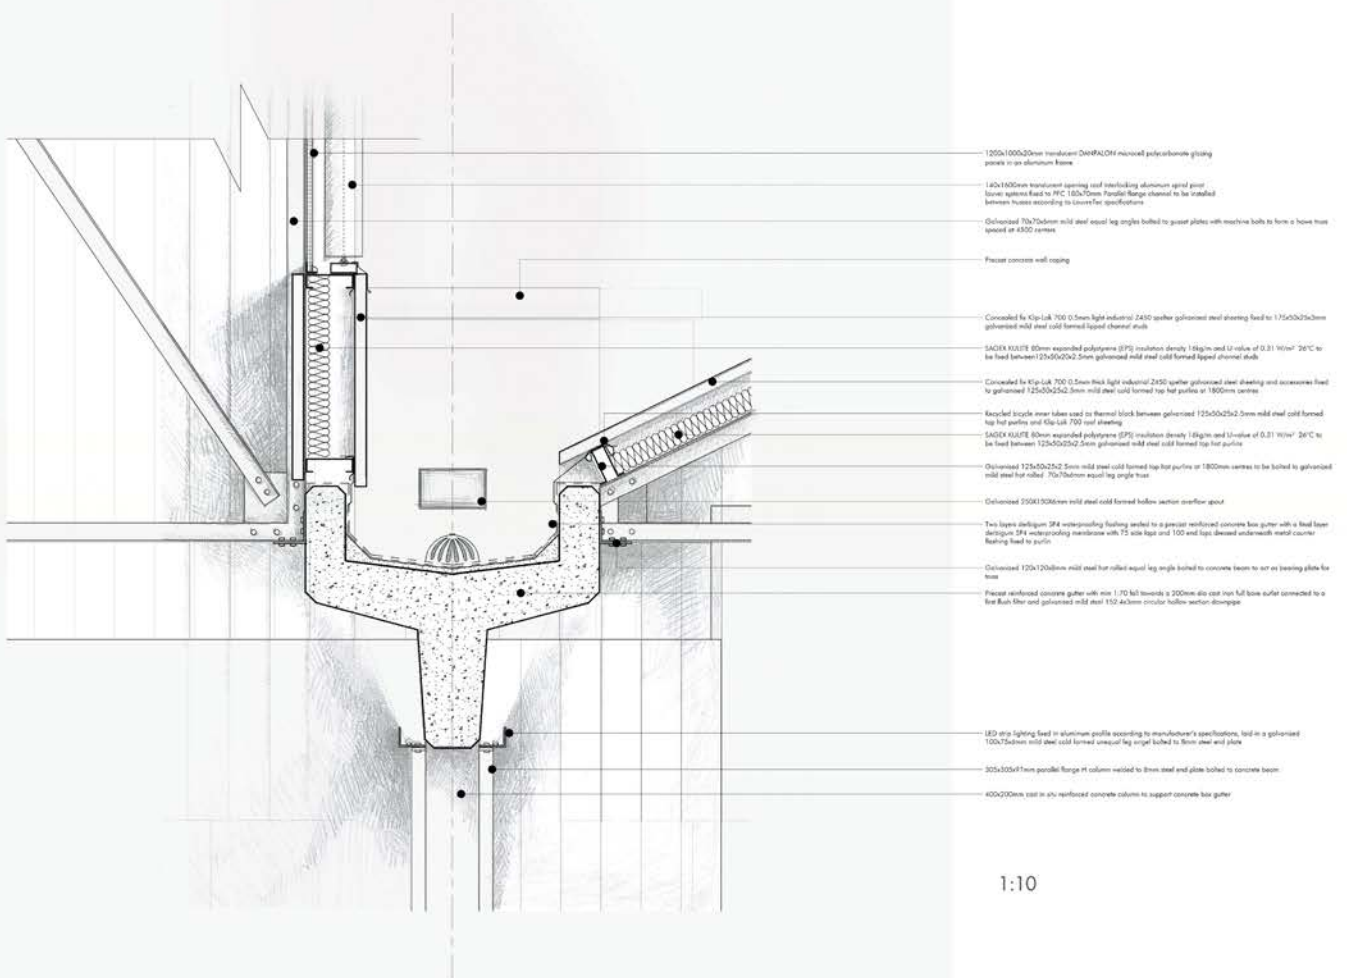 1200x1000x20mm translucent DANPALON microcell polycarbonate glazing
panels in an aluminum frame
140x1600mm translucent opening roof interlocking aluminum spiral pivot
louver systems fixed to PFC 180x70mm Parallel flange channel to be installed
between trusses according to LouvreTec specifications
Galvanized 70x70x6mm mild steel equal leg angles bolted to gusset plates with machine bolts to form a howe truss
spaced at 4500 centers
Precast concrete wall coping
Concealed fix Klip-Lok 700 0.5mm light industrial Z450 spelter galvanized steel sheeting fixed to 175x50x25x3mm
galvanized mild steel cold formed lipped channel studs
SAGEX KULITE 80mm expanded polystyrene (EPS) insulation density 16kg/m and U-value of 0.31 W/m² 26°C to
be fixed between 125x50x20x2.5mm galvanized mild steel cold formed lipped channel studs
Concealed fix Klip-Lok 700 0.5mm thick light industrial Z450 spelter galvanised steel sheeting and accessories fixed
to galvanized 125x50x25x2.5mm mild steel cold formed top hat purlins at 1800mm centres
Recycled bicycle inner tubes used as thermal block between galvanized 125x50x25x2.5mm mild steel cold formed
top hat purlins and Klip-Lok 700 roof sheeting
SAGEX KULITE 80mm expanded polystyrene (EPS) insulation density 16kg/m and U-value of 0.31 W/m² 26°C to
be fixed between 125x50x25x2.5mm galvanized mild steel cold formed top hat purlins
Galvanized 125x50x25x2.5mm mild steel cold formed top hat purlins at 1800mm centres to be bolted to galvanized
mild steel hot rolled 70x70x6mm equal leg angle truss
Galvanized 250X150X6mm mild steel cold formed hollow section overflow spout
Two layers derbigum SP4 waterproofing flashing sealed to a precast reinforced concrete box gutter with a final layer
derbigum SP4 waterproofing membrane with 75 side laps and 100 end laps dressed underneath metal counter
flashing fixed to purlin
Galvanized 120x120x8mm mild steel hot rolled equal leg angle bolted to concrete beam to act as bearing plate for
truss
Precast reinforced concrete gutter with min 1:70 fall towards a 200mm dia cast iron full bore outlet connected to a
first flush filter and galvanized mild steel 152.4x3mm circular hollow section downpipe
LED strip lighting fixed in aluminum profile according to manufacturer's specifications, laid in a galvanized
100x75x6mm mild steel cold formed unequal leg angel bolted to 8mm steel end plate
305x305x97mm parallel flange H column welded to 8mm steel end plate bolted to concrete beam
400x200mm cast in situ reinforced concrete column to support concrete box gutter
1:10